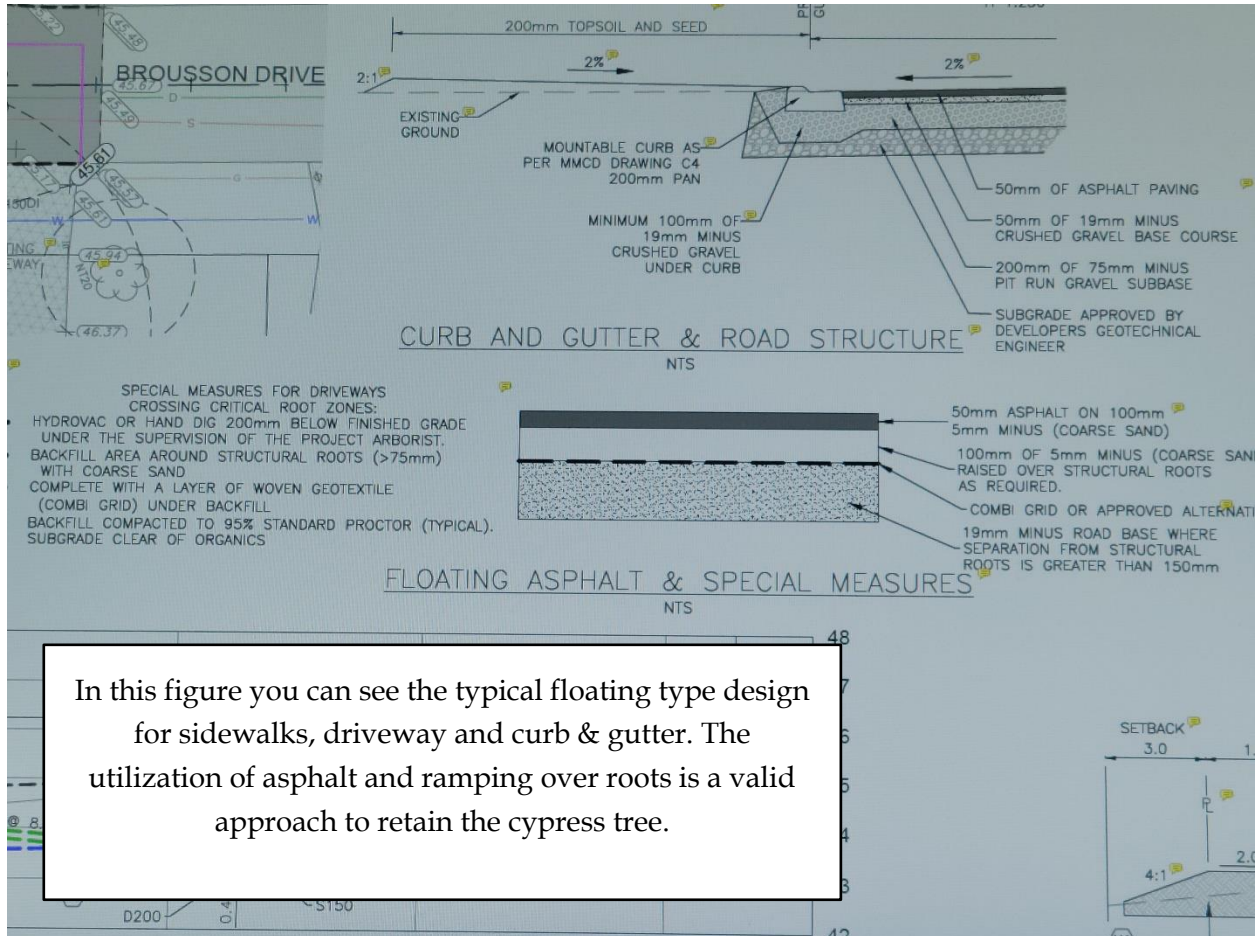 200mm TOPSOIL AND SEED
2%
2%
2:1
EXISTING
GROUND
MOUNTABLE CURB AS
PER MMCD DRAWING C4
200mm PAN
MINIMUM 100mm OF
19mm MINUS
CRUSHED GRAVEL
UNDER CURB
50mm OF ASPHALT PAVING
50mm OF 19mm MINUS
CRUSHED GRAVEL BASE COURSE
200mm OF 75mm MINUS
PIT RUN GRAVEL SUBBASE
SUBGRADE APPROVED BY
DEVELOPERS GEOTECHNICAL
ENGINEER
CURB AND GUTTER & ROAD STRUCTURE
NTS
BROUSSON DRIVE
45.48
45.67
D
45.49
S
45.61
45.57
G
45.61
W
W
45.94
NT20
46.37
SPECIAL MEASURES FOR DRIVEWAYS
CROSSING CRITICAL ROOT ZONES:
HYDROVAC OR HAND DIG 200mm BELOW FINISHED GRADE
UNDER THE SUPERVISION OF THE PROJECT ARBORIST.
BACKFILL AREA AROUND STRUCTURAL ROOTS (>75mm)
WITH COARSE SAND
COMPLETE WITH A LAYER OF WOVEN GEOTEXTILE
(COMBI GRID) UNDER BACKFILL
BACKFILL COMPACTED TO 95% STANDARD PROCTOR (TYPICAL).
SUBGRADE CLEAR OF ORGANICS
50mm ASPHALT ON 100mm
5mm MINUS (COARSE SAND)
100mm OF 5mm MINUS (COARSE SAN
RAISED OVER STRUCTURAL ROOTS
AS REQUIRED.
COMBI GRID OR APPROVED ALTERNATI
19mm MINUS ROAD BASE WHERE
SEPARATION FROM STRUCTURAL
ROOTS IS GREATER THAN 150mm
FLOATING ASPHALT & SPECIAL MEASURES
NTS
48
In this figure you can see the typical floating type design
for sidewalks, driveway and curb & gutter. The
utilization of asphalt and ramping over roots is a valid
approach to retain the cypress tree.
D200
S150
SETBACK
3.0
PL
4:1